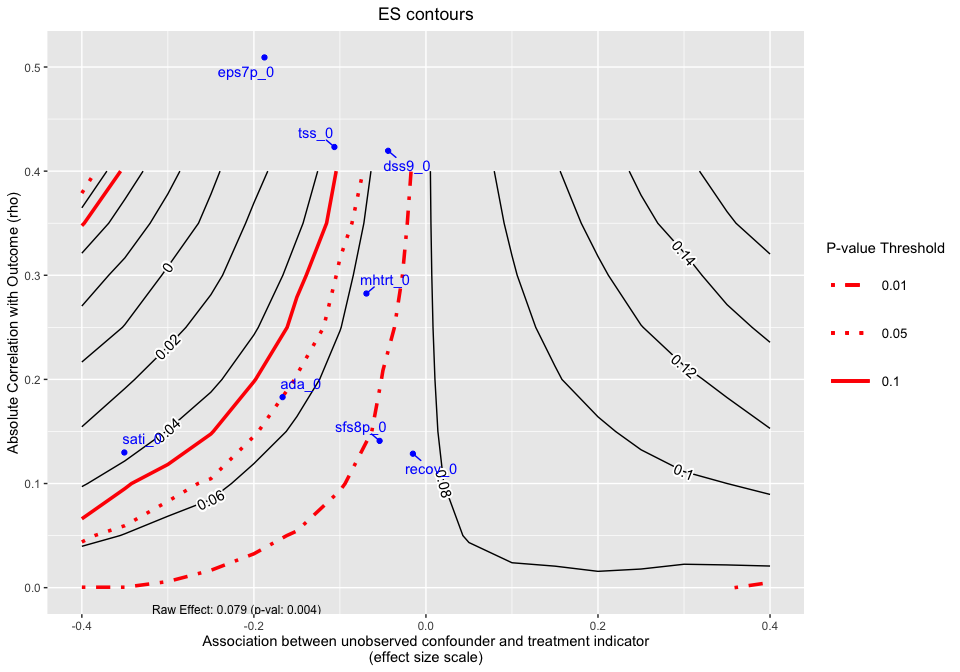 ES contours
0.5
0.4
0.3
0.2
0.1
0.0
Absolute Correlation with Outcome (rho)
eps7p_0
tss_0
dss9_0
mhtrt_0
ada_0
sati_0
sfs8p_0
recov_0
0
0.02
0.04
0.06
0.08
0.1
0.12
0.14
Raw Effect: 0.079 (p-val: 0.004)
-0.4
-0.2
0.0
0.2
0.4
Association between unobserved confounder and treatment indicator
(effect size scale)
P-value Threshold
0.01
0.05
0.1